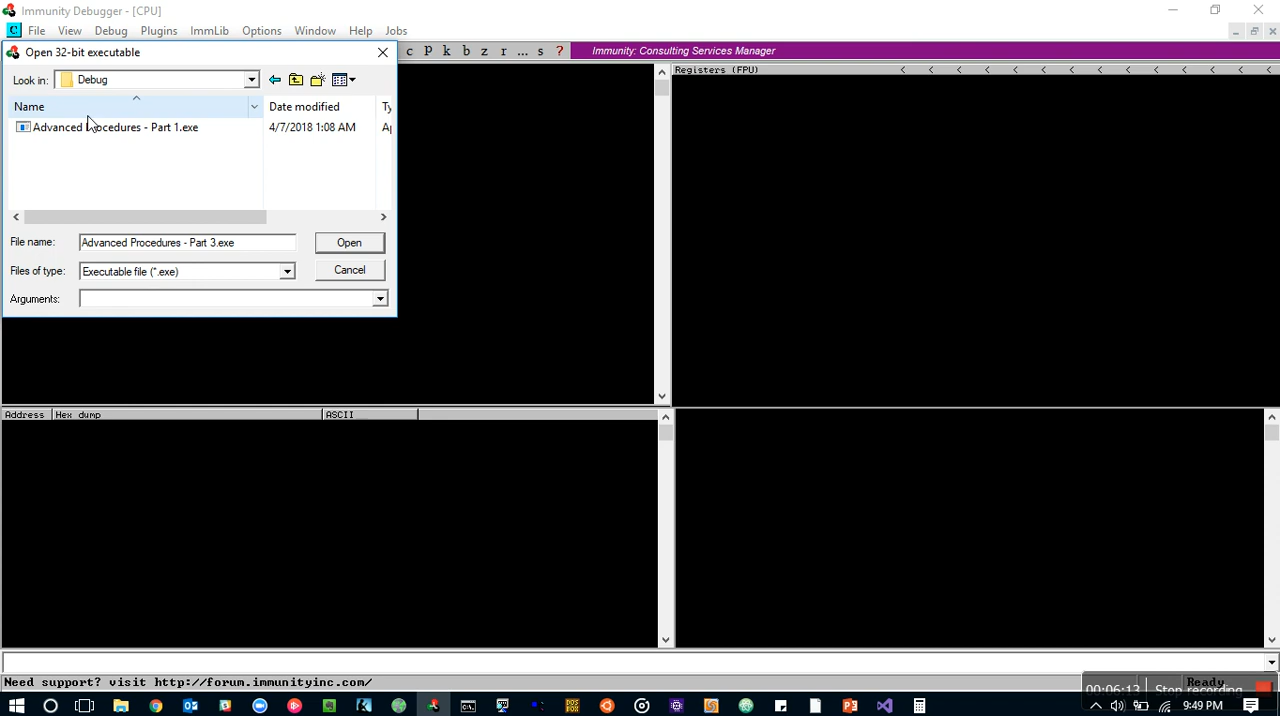 Immunity Debugger - [CPU]
C File View Debug Plugins ImmLib Options Window Help Jobs
Open 32-bit executable
c P k b z r ... s ? Immunity: Consulting Services Manager
Look in: Debug
Registers (FPU) < < < < < < < < < < < < < <
Name Date modified Ty
Advanced Procedures - Part 1.exe 4/7/2018 1:08 AM Ap
File name: Advanced Procedures - Part 3.exe Open
Files of type: Executable file (*.exe) Cancel
Arguments:
Address Hex dump ASCII
Need support? visit http://forum.immunityinc.com/ Ready
00:06:13 Stop recording
9:49 PM